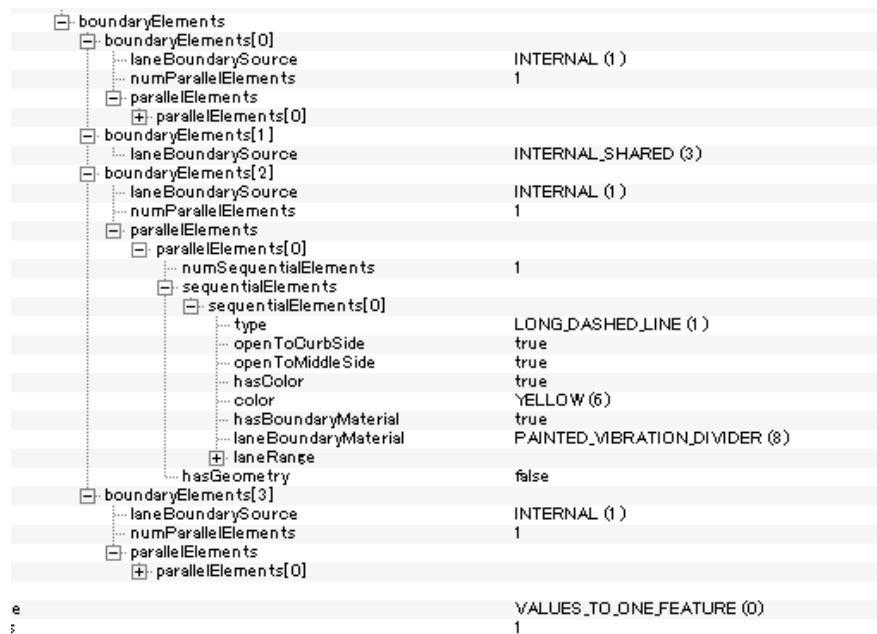 boundaryElements
boundaryElements[0]
laneBoundarySource INTERNAL (1)
numParallelElements 1
parallelElements
parallelElements[0]
boundaryElements[1]
laneBoundarySource INTERNAL_SHARED (3)
boundaryElements[2]
laneBoundarySource INTERNAL (1)
numParallelElements 1
parallelElements
parallelElements[0]
numSequentialElements 1
sequentialElements
sequentialElements[0]
type LONG_DASHED_LINE (1)
openToCurbSide true
openToMiddleSide true
hasColor true
color YELLOW (6)
hasBoundaryMaterial true
laneBoundaryMaterial PAINTED_VIBRATION_DIVIDER (8)
laneRange
hasGeometry false
boundaryElements[3]
laneBoundarySource INTERNAL (1)
numParallelElements 1
parallelElements
parallelElements[0]
e VALUES_TO_ONE_FEATURE (0)
s 1